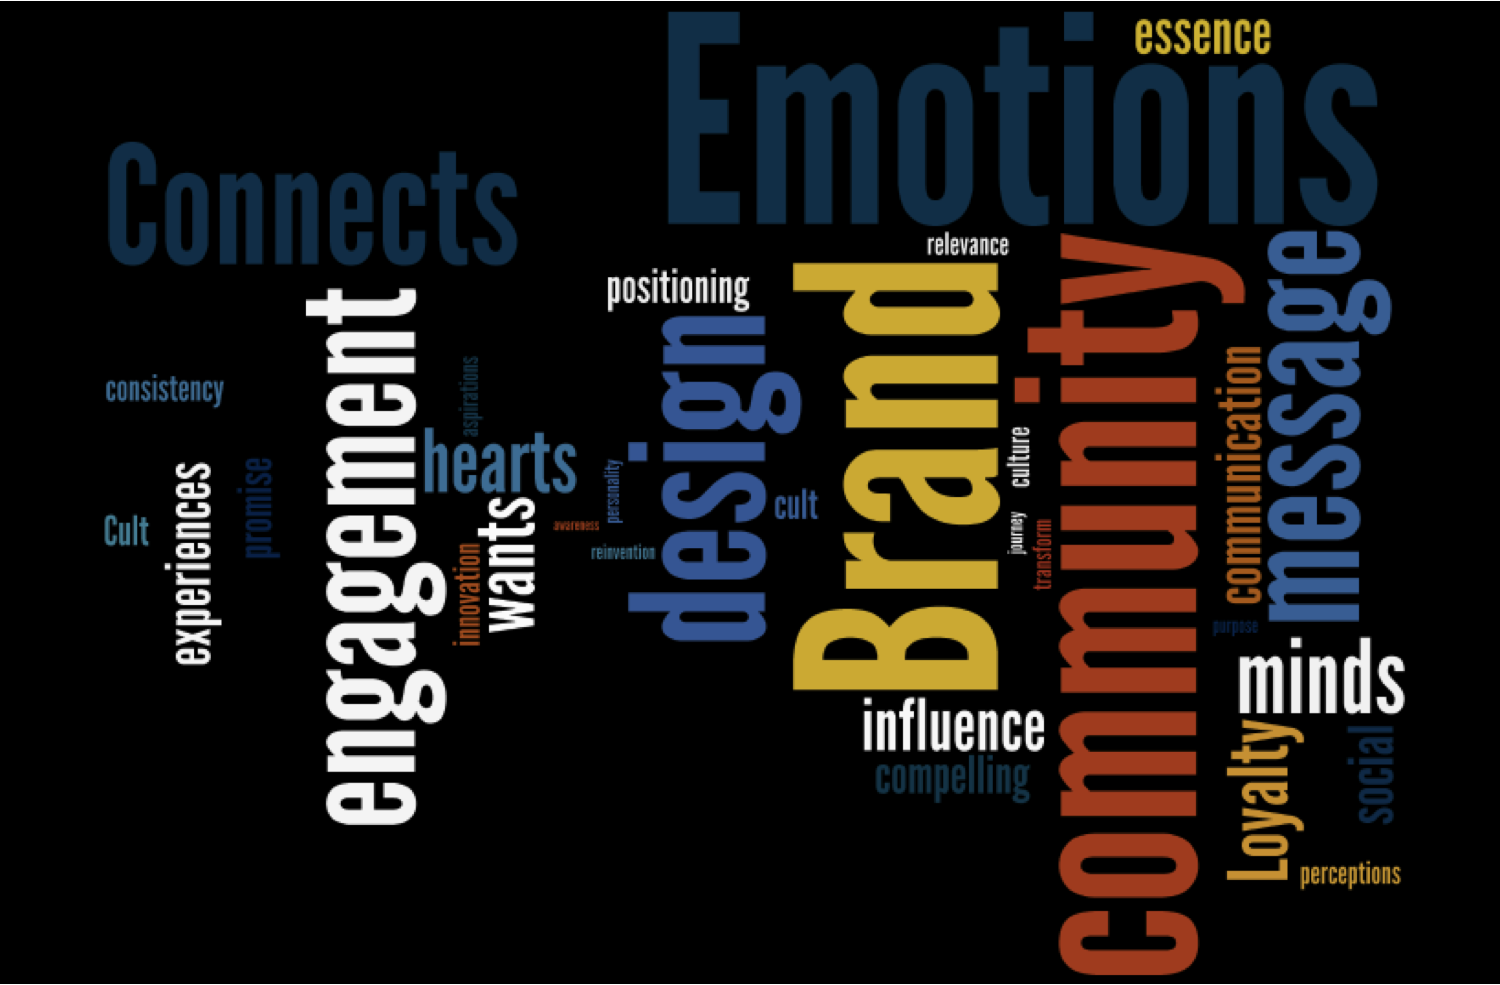 essence
Emotions
Connects
relevance
positioning
engagement
Brand
community
message
design
consistency
aspirations
hearts
communication
culture
experiences
promise
personality
cult
Cult
wants
awareness
innovation
reinvention
journey
transform
purpose
minds
influence
compelling
Loyalty
social
perceptions